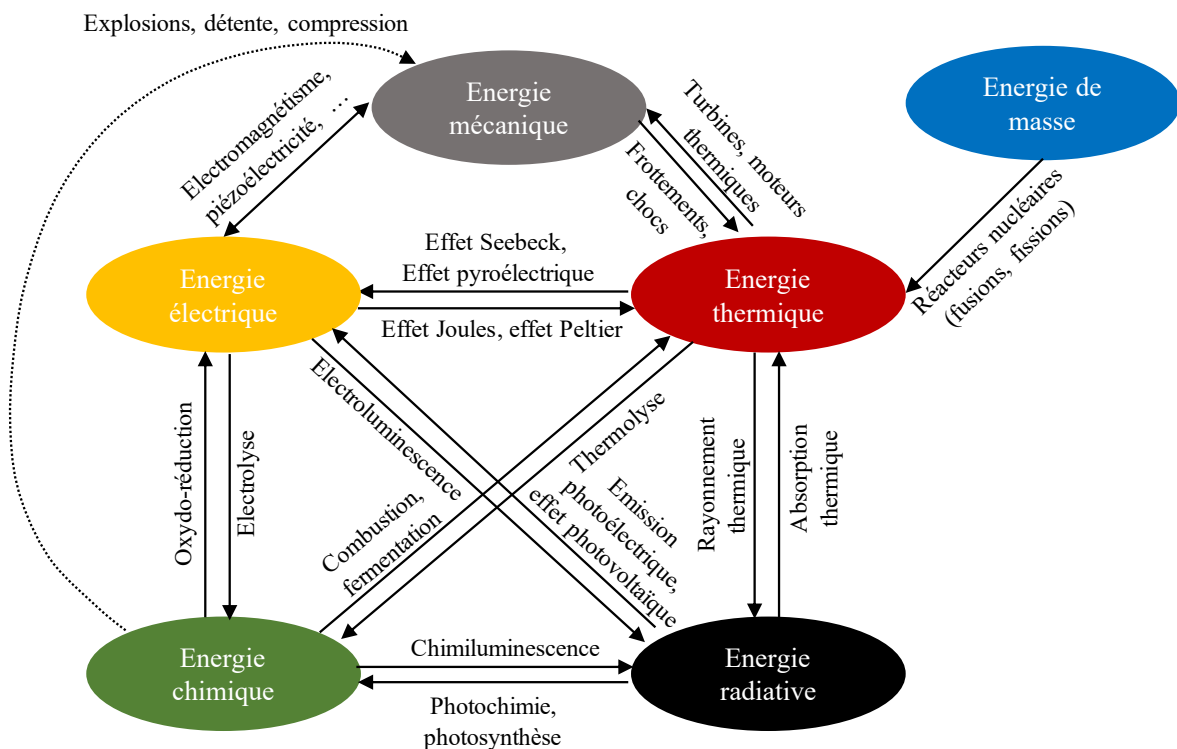 Explosions, détente, compression
Energie
mécanique
Energie de
masse
Electromagnétisme,
piézoélectricité, …
Turbines, moteurs
thermiques
Frottements,
chocs
Réacteurs nucléaires
(fusions, fissions)
Energie
électrique
Effet Seebeck,
Effet pyroélectrique
Effet Joules, effet Peltier
Energie
thermique
Oxydo-réduction
Electrolyse
Electroluminescence
Combustion,
fermentation
Thermolyse
Emission
photoélectrique,
effet photovoltaïque
Rayonnement
thermique
Absorption
thermique
Energie
chimique
Chimiluminescence
Photochimie,
photosynthèse
Energie
radiative